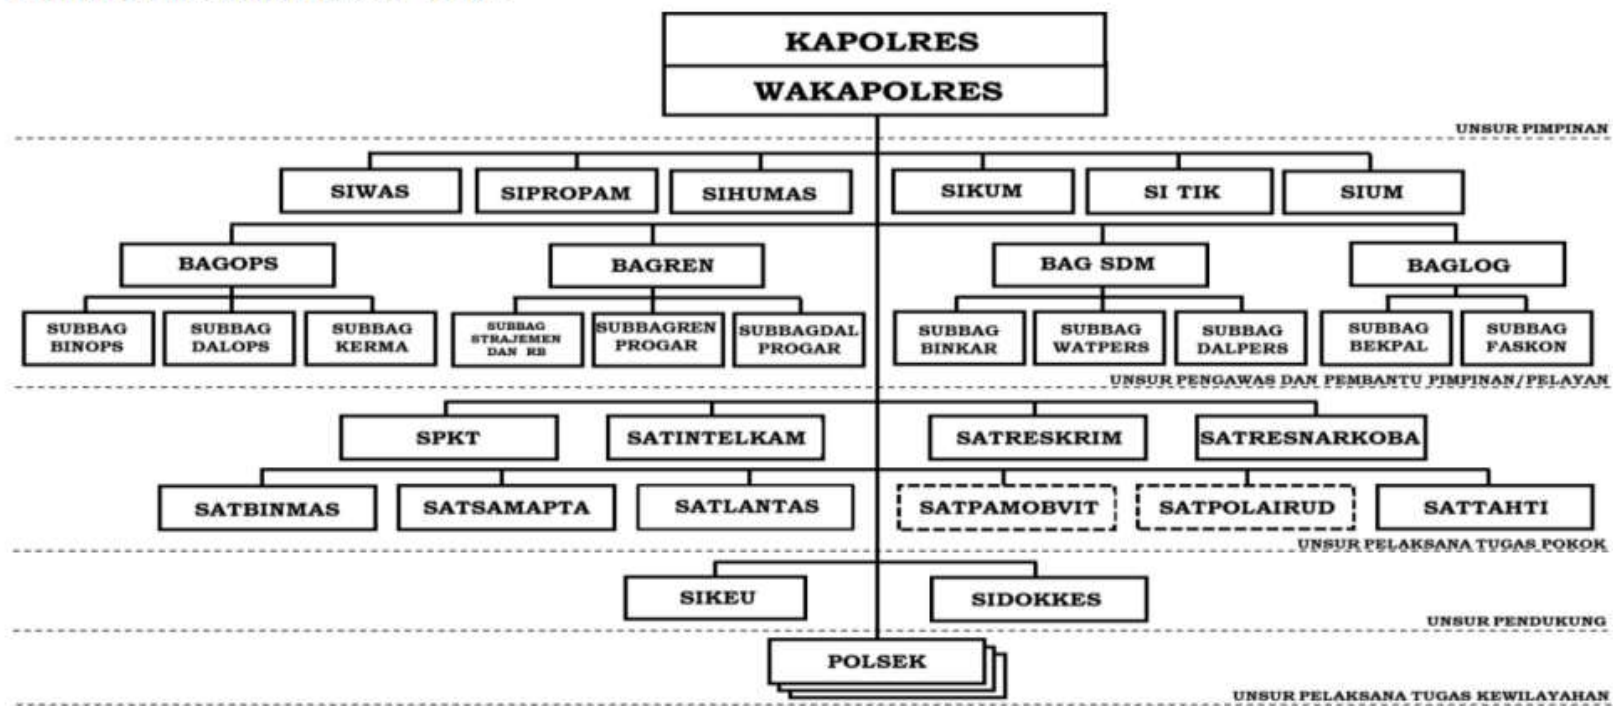 KAPOLRES
WAKAPOLRES
UNSUR PIMPINAN
SIWAS
SIPROPAM
SIHUMAS
SIKUM
SI TIK
SIUM
BAGOPS
BAGREN
BAG SDM
BAGLOG
SUBBAG
BINOPS
SUBBAG
DALOPS
SUBBAG
KERMA
SUBBAG
STRAJEMEN
DAN RB
SUBBAGREN
PROGAR
SUBBAGDAL
PROGAR
SUBBAG
BINKAR
SUBBAG
WATPERS
SUBBAG
DALPERS
SUBBAG
BEKPAL
SUBBAG
FASKON
UNSUR PENGAWAS DAN PEMBANTU PIMPINAN/PELAYAN
SPKT
SATINTELKAM
SATRESKRIM
SATRESNARKOBA
SATBINMAS
SATSAMAPTA
SATLANTAS
SATPAMOBVIT
SATPOLAIRUD
SATTAHTI
UNSUR PELAKSANA TUGAS POKOK
SIKEU
SIDOKKES
UNSUR PENDUKUNG
POLSEK
UNSUR PELAKSANA TUGAS KEWILAYAHAN